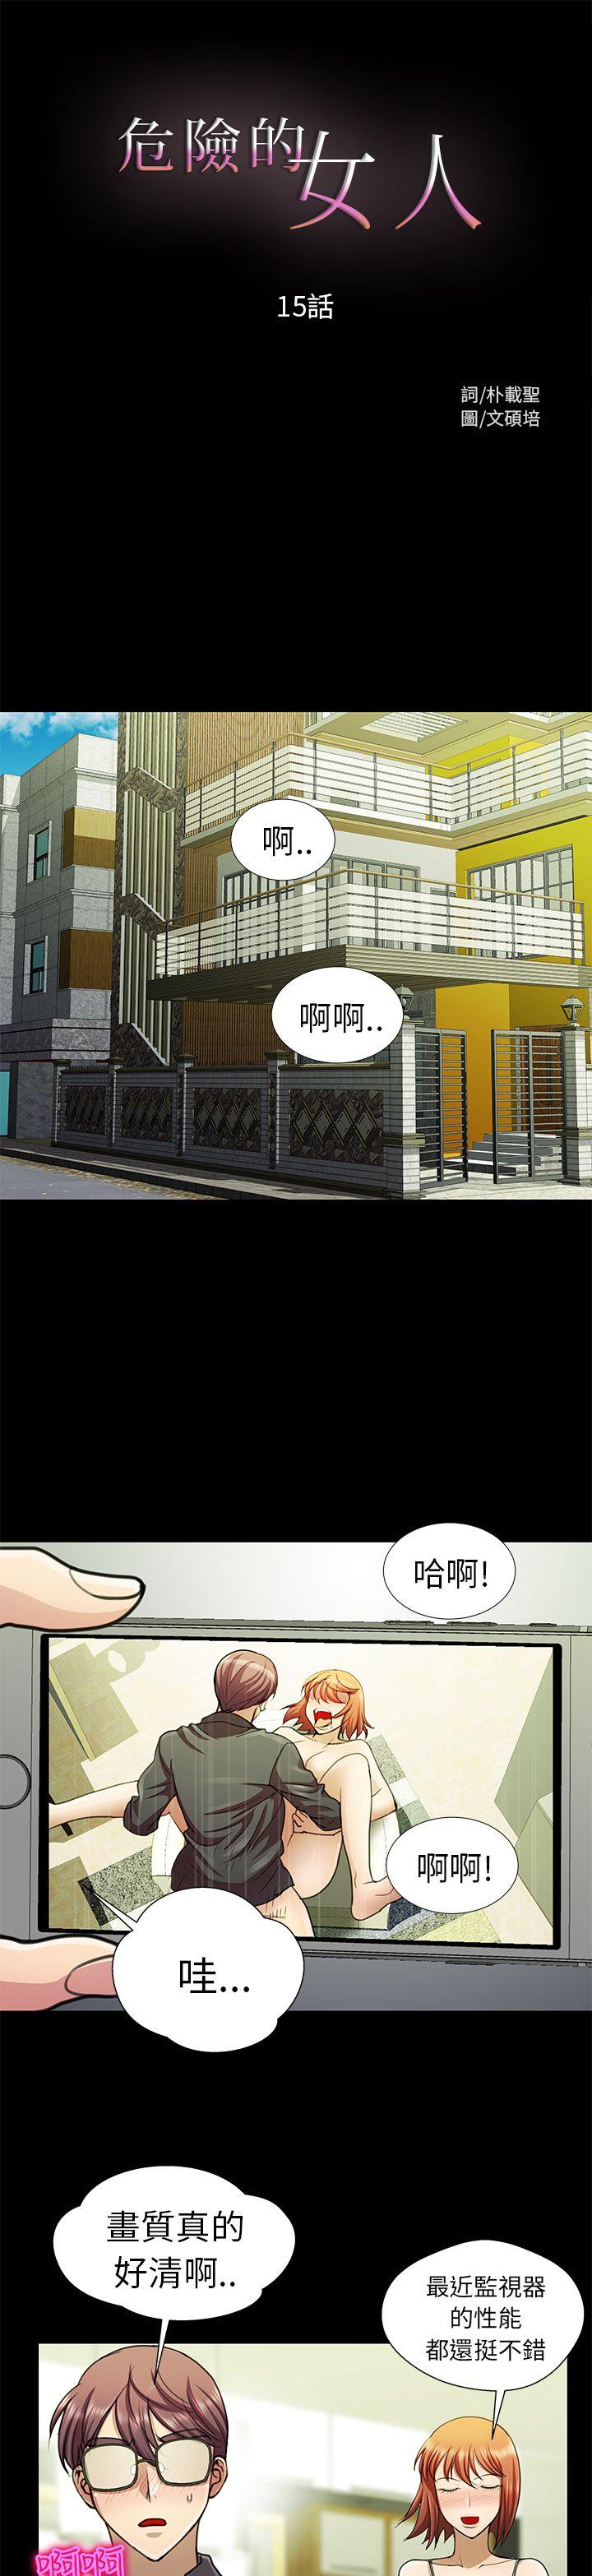 危險的女人
15話
詞/朴載聖
圖/文碩培
啊..
啊啊..
哈啊!
啊啊!
哇...
畫質真的
好清啊..
最近監視器
的性能
都還挺不錯
啊啊